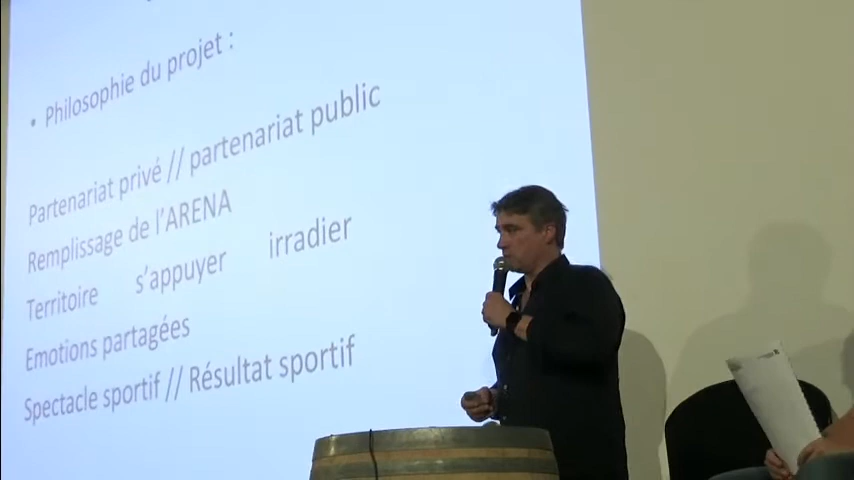 • Philosophie du projet :
Partenariat privé // partenariat public
Remplissage de l'ARENA
Territoire s'appuyer irradier
Emotions partagées
Spectacle sportif // Résultat sportif